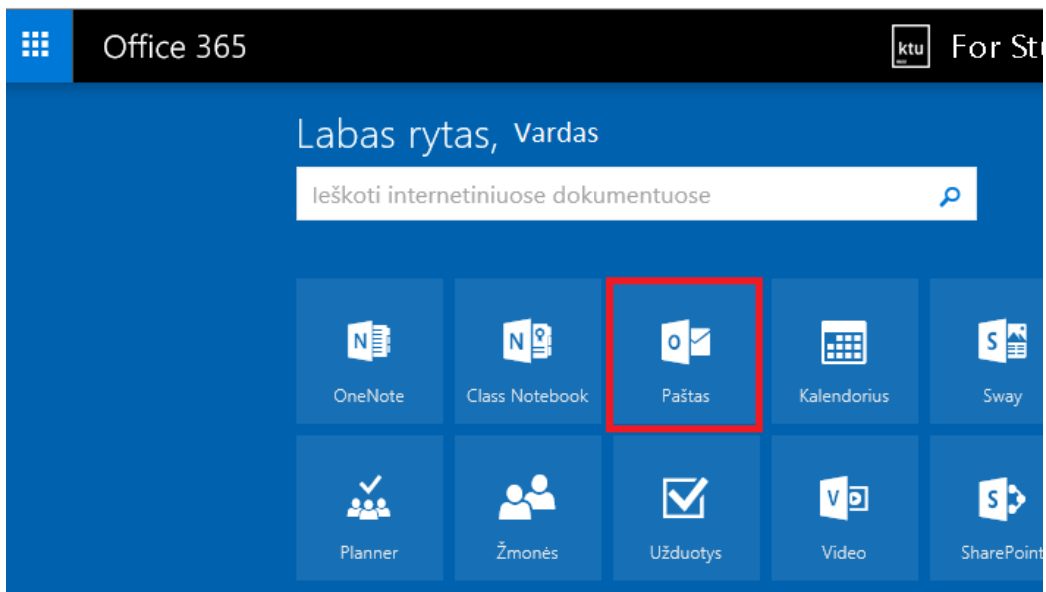 Office 365
ktu
For Stu
Labas rytas, Vardas
Ieškoti internetiniuose dokumentuose
OneNote
Class Notebook
Paštas
Kalendorius
Sway
Planner
Žmonės
Užduotys
Video
SharePoint